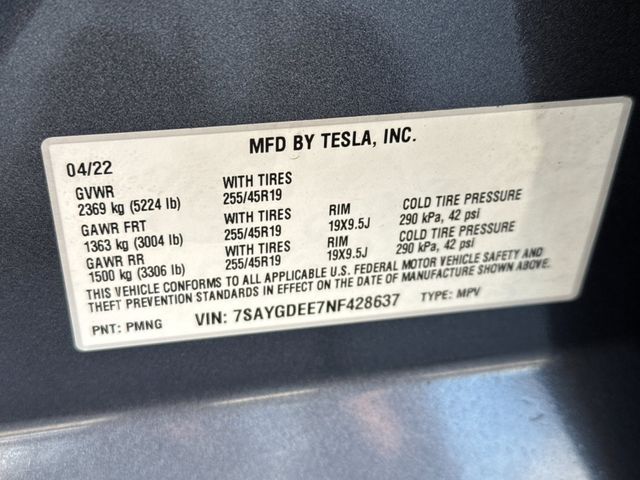 MFD BY TESLA, INC.
04/22
GVWR WITH TIRES
2369 kg (5224 lb) 255/45R19
GAWR FRT WITH TIRES RIM COLD TIRE PRESSURE
1363 kg (3004 lb) 255/45R19 19X9.5J 290 kPa, 42 psi
GAWR RR WITH TIRES RIM COLD TIRE PRESSURE
1500 kg (3306 lb) 255/45R19 19X9.5J 290 kPa, 42 psi
THIS VEHICLE CONFORMS TO ALL APPLICABLE U.S. FEDERAL MOTOR VEHICLE SAFETY AND
THEFT PREVENTION STANDARDS IN EFFECT ON THE DATE OF MANUFACTURE SHOWN ABOVE.
PNT: PMNG VIN: 7SAYGDEE7NF428637 TYPE: MPV